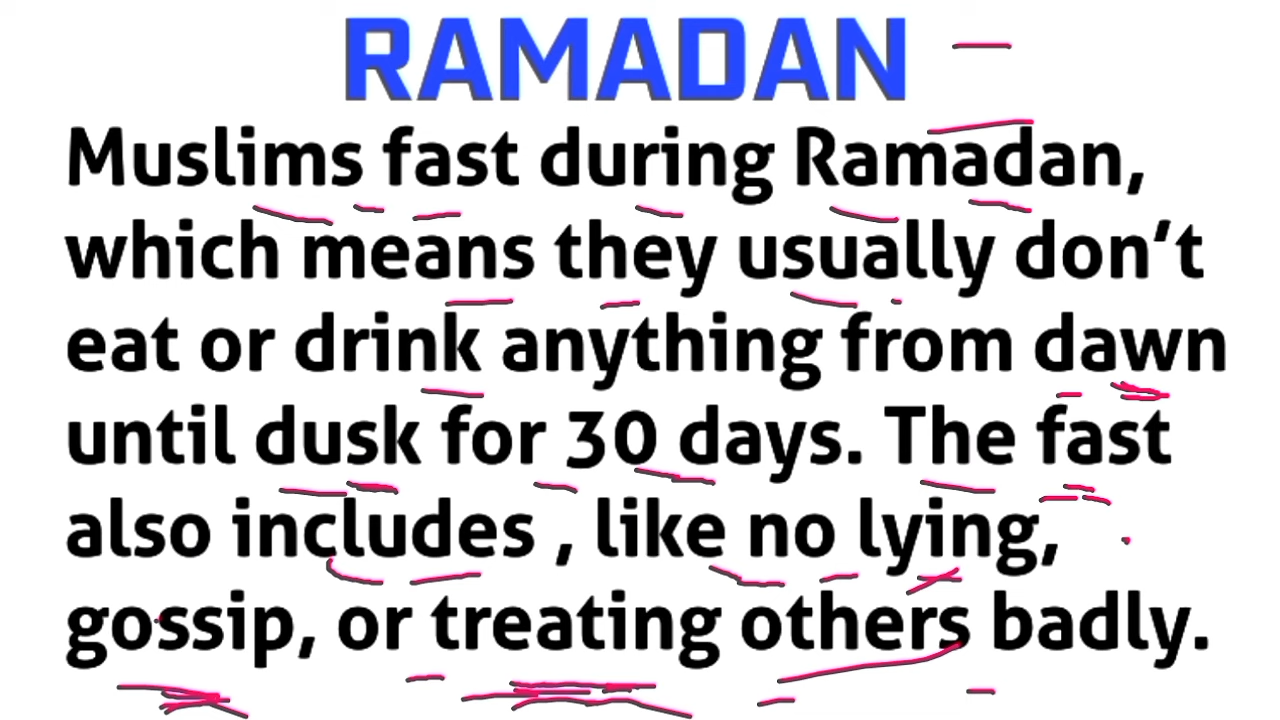 RAMADAN
Muslims fast during Ramadan,
which means they usually don’t
eat or drink anything from dawn
until dusk for 30 days. The fast
also includes , like no lying,
gossip, or treating others badly.